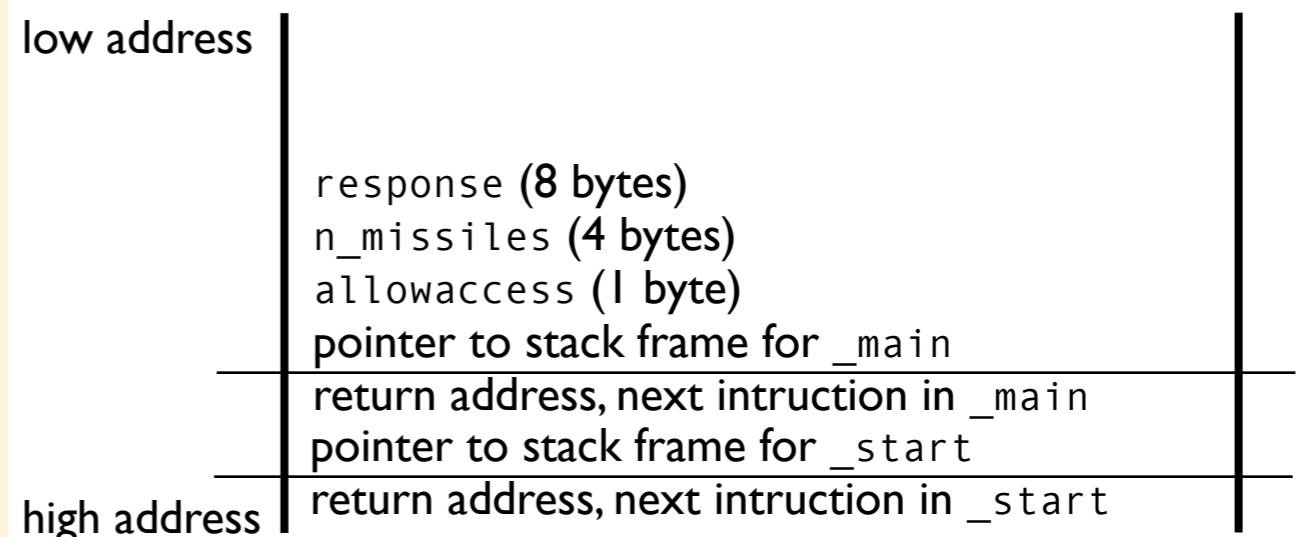 low address
response (8 bytes)
n_missiles (4 bytes)
allowaccess (1 byte)
pointer to stack frame for _main
return address, next intruction in _main
pointer to stack frame for _start
return address, next intruction in _start
high address